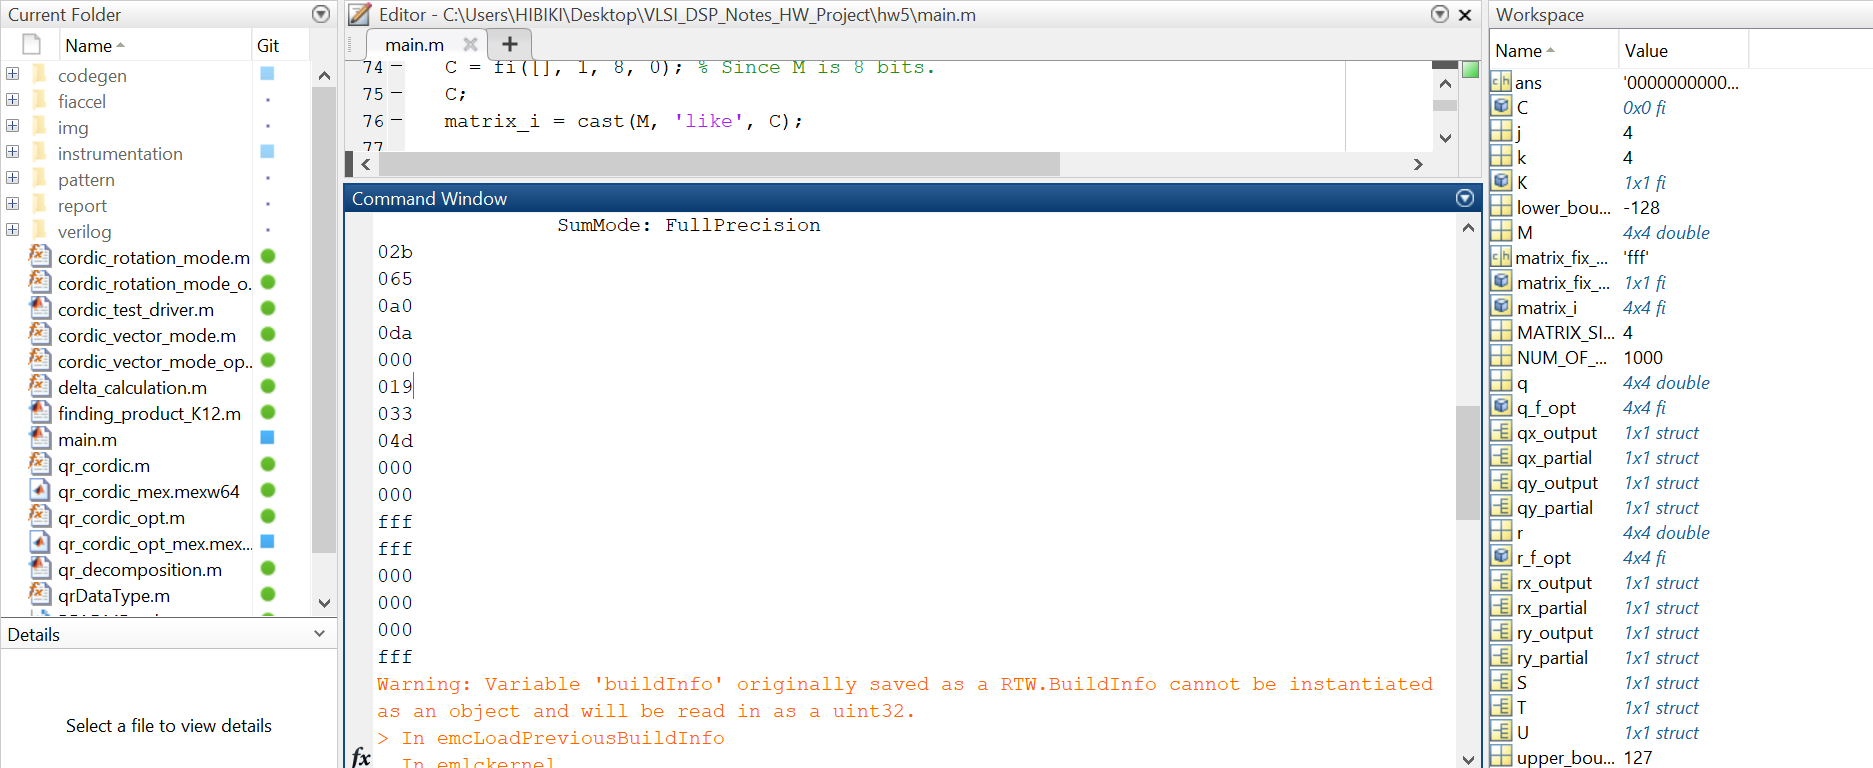 Current Folder
Name
Git
codegen
fiaccel
img
instrumentation
pattern
report
verilog
cordic_rotation_mode.m
cordic_rotation_mode_o.
cordic_test_driver.m
cordic_vector_mode.m
cordic_vector_mode_op..
delta_calculation.m
finding_product_K12.m
main.m
qr_cordic.m
qr_cordic_mex.mexw64
qr_cordic_opt.m
qr_cordic_opt_mex.mex...
qr_decomposition.m
qrDataType.m
Details
Select a file to view details
Editor - C:\Users\HIBIKI\Desktop\VLSI_DSP_Notes_HW_Project\hw5\main.m
main.m
74 - C = fi([], 1, 8, 0); % Since M is 8 bits.
75 - C;
76 - matrix_i = cast(M, 'like', C);
77
Command Window
SumMode: FullPrecision
02b
065
0a0
0da
000
019
033
04d
000
000
fff
fff
000
000
000
fff
Warning: Variable 'buildInfo' originally saved as a RTW.BuildInfo cannot be instantiated
as an object and will be read in as a uint32.
> In emcLoadPreviousBuildInfo
In emlckernel
fx
Workspace
Name Value
ans '0000000000...
C 0x0 fi
j 4
k 4
K 1x1 fi
lower_bou... -128
M 4x4 double
matrix_fix_... 'fff'
matrix_fix_... 1x1 fi
matrix_i 4x4 fi
MATRIX_SI... 4
NUM_OF_... 1000
q 4x4 double
q_f_opt 4x4 fi
qx_output 1x1 struct
qx_partial 1x1 struct
qy_output 1x1 struct
qy_partial 1x1 struct
r 4x4 double
r_f_opt 4x4 fi
rx_output 1x1 struct
rx_partial 1x1 struct
ry_output 1x1 struct
ry_partial 1x1 struct
S 1x1 struct
T 1x1 struct
U 1x1 struct
upper_bou... 127